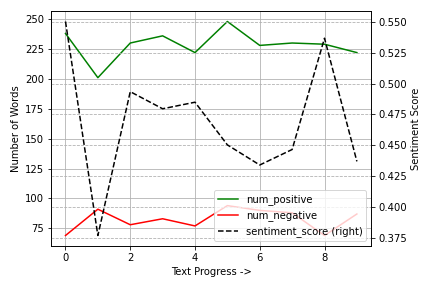 250
225
200
175
150
125
100
75
Number of Words
0.550
0.525
0.500
0.475
0.450
0.425
0.400
0.375
Sentiment Score
num_positive
num_negative
sentiment_score (right)
0 2 4 6 8
Text Progress ->